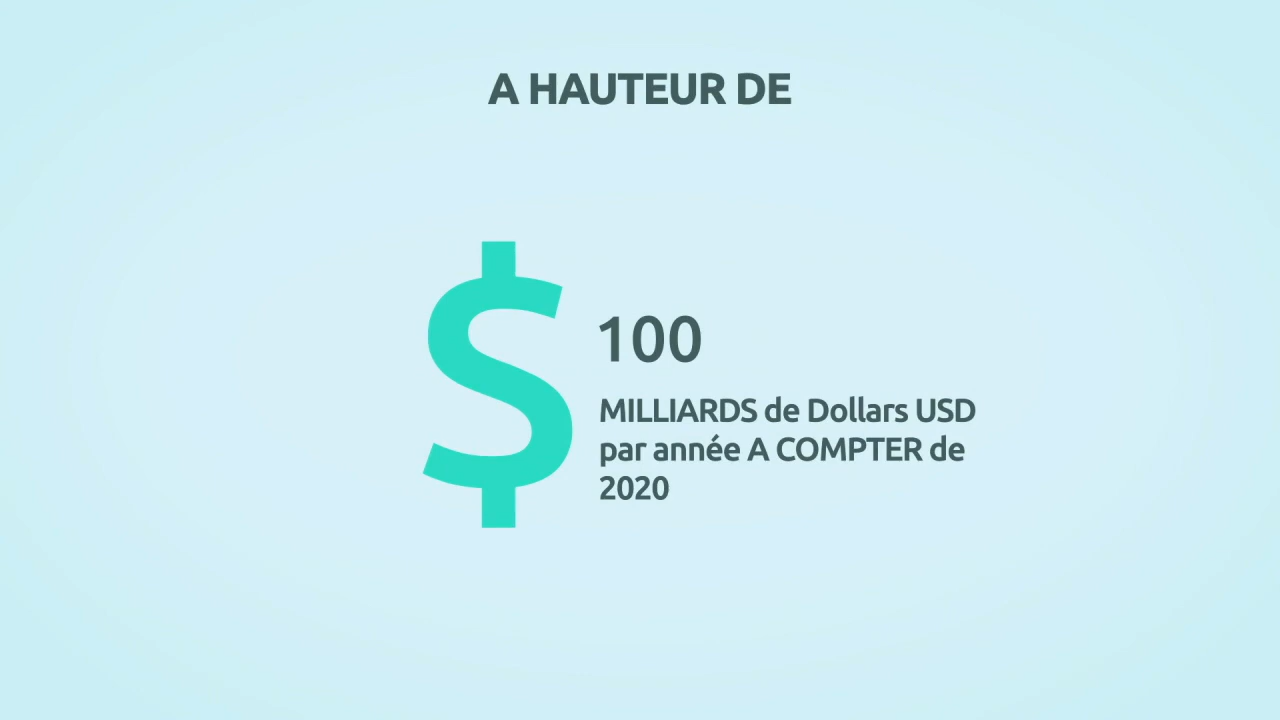 A HAUTEUR DE
$
100
MILLIARDS de Dollars USD
par année A COMPTER de
2020